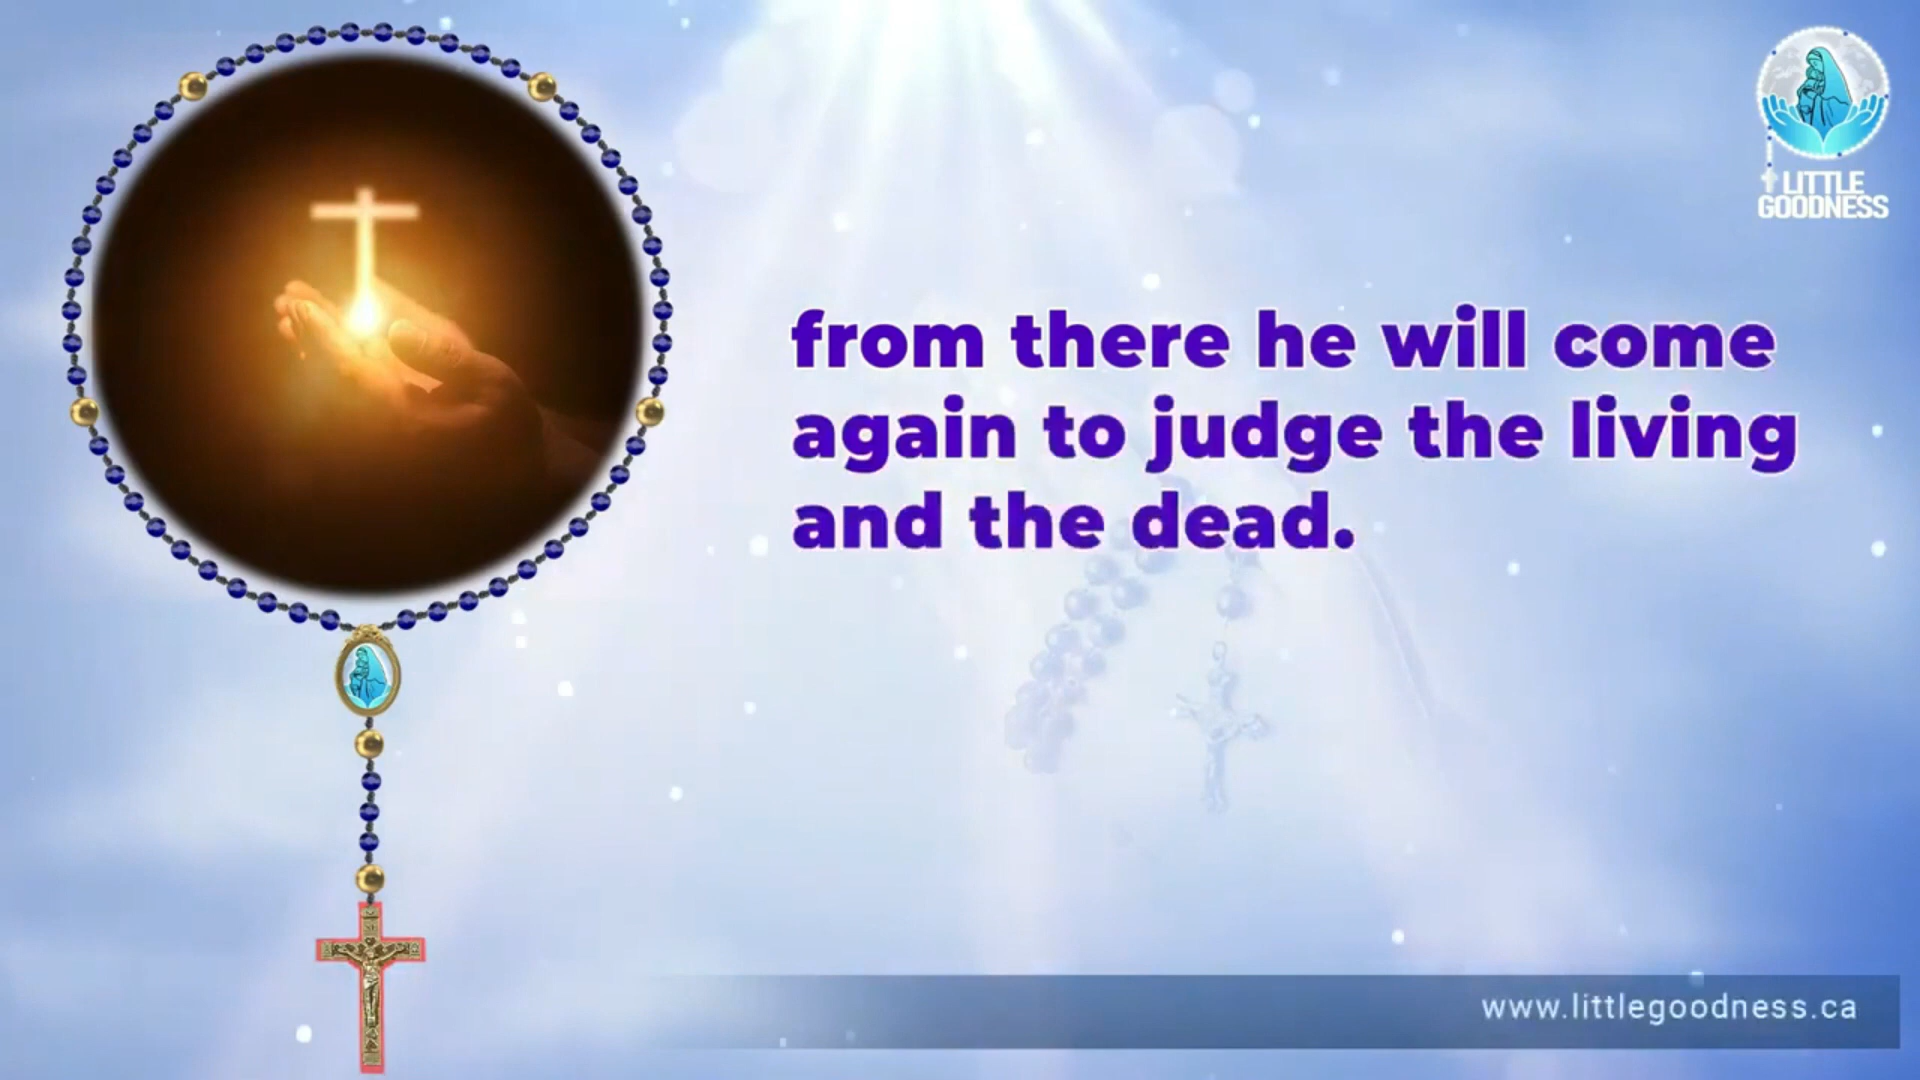 LITTLE
GOODNESS
from there he will come
again to judge the living
and the dead.
www.littlegoodness.ca